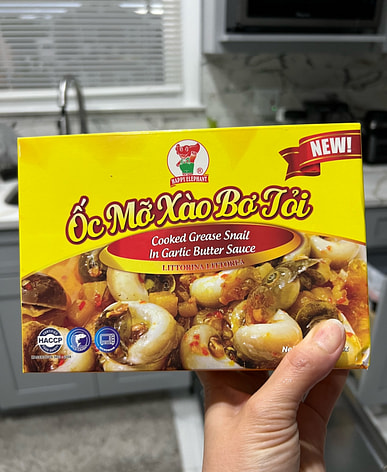 NEW!
HAPPY ELEPHANT
®
Ốc Mỡ Xào Bơ Tỏi
Cooked Grease Snail
In Garlic Butter Sauce
LITTORINA LITTOREA
HACCP